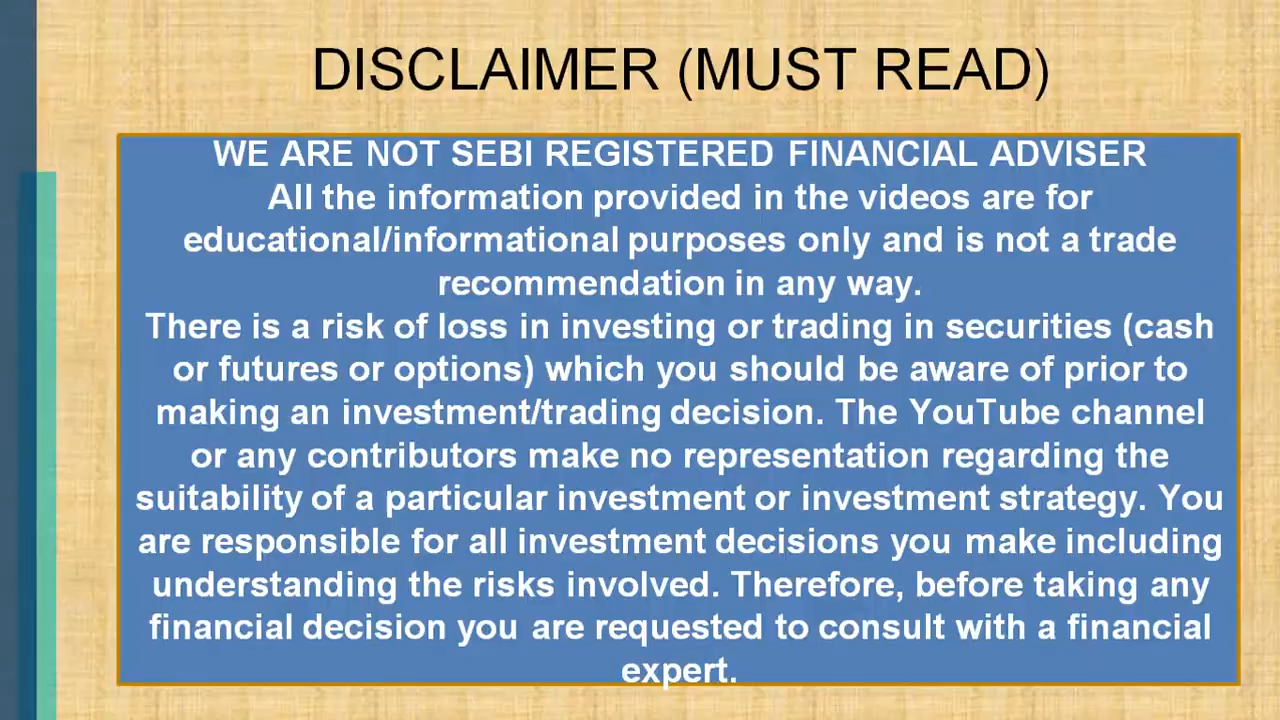 DISCLAIMER (MUST READ)
WE ARE NOT SEBI REGISTERED FINANCIAL ADVISER
All the information provided in the videos are for
educational/informational purposes only and is not a trade
recommendation in any way.
There is a risk of loss in investing or trading in securities (cash
or futures or options) which you should be aware of prior to
making an investment/trading decision. The YouTube channel
or any contributors make no representation regarding the
suitability of a particular investment or investment strategy. You
are responsible for all investment decisions you make including
understanding the risks involved. Therefore, before taking any
financial decision you are requested to consult with a financial
expert.